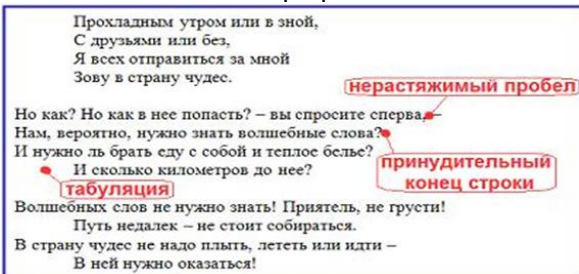 Прохладным утром или в зной,
С друзьями или без,
Я всех отправиться за мной
Зову в страну чудес.
нерастяжимый пробел
Но как? Но как в нее попасть? – вы спросите сперва, –
Нам, вероятно, нужно знать волшебные слова?
И нужно ль брать еду с собой и теплое белье?
принудительный
конец строки
И сколько километров до нее?
табуляция
Волшебных слов не нужно знать! Приятель, не грусти!
Путь недалек – не стоит собираться.
В страну чудес не надо плыть, лететь или идти –
В ней нужно оказаться!